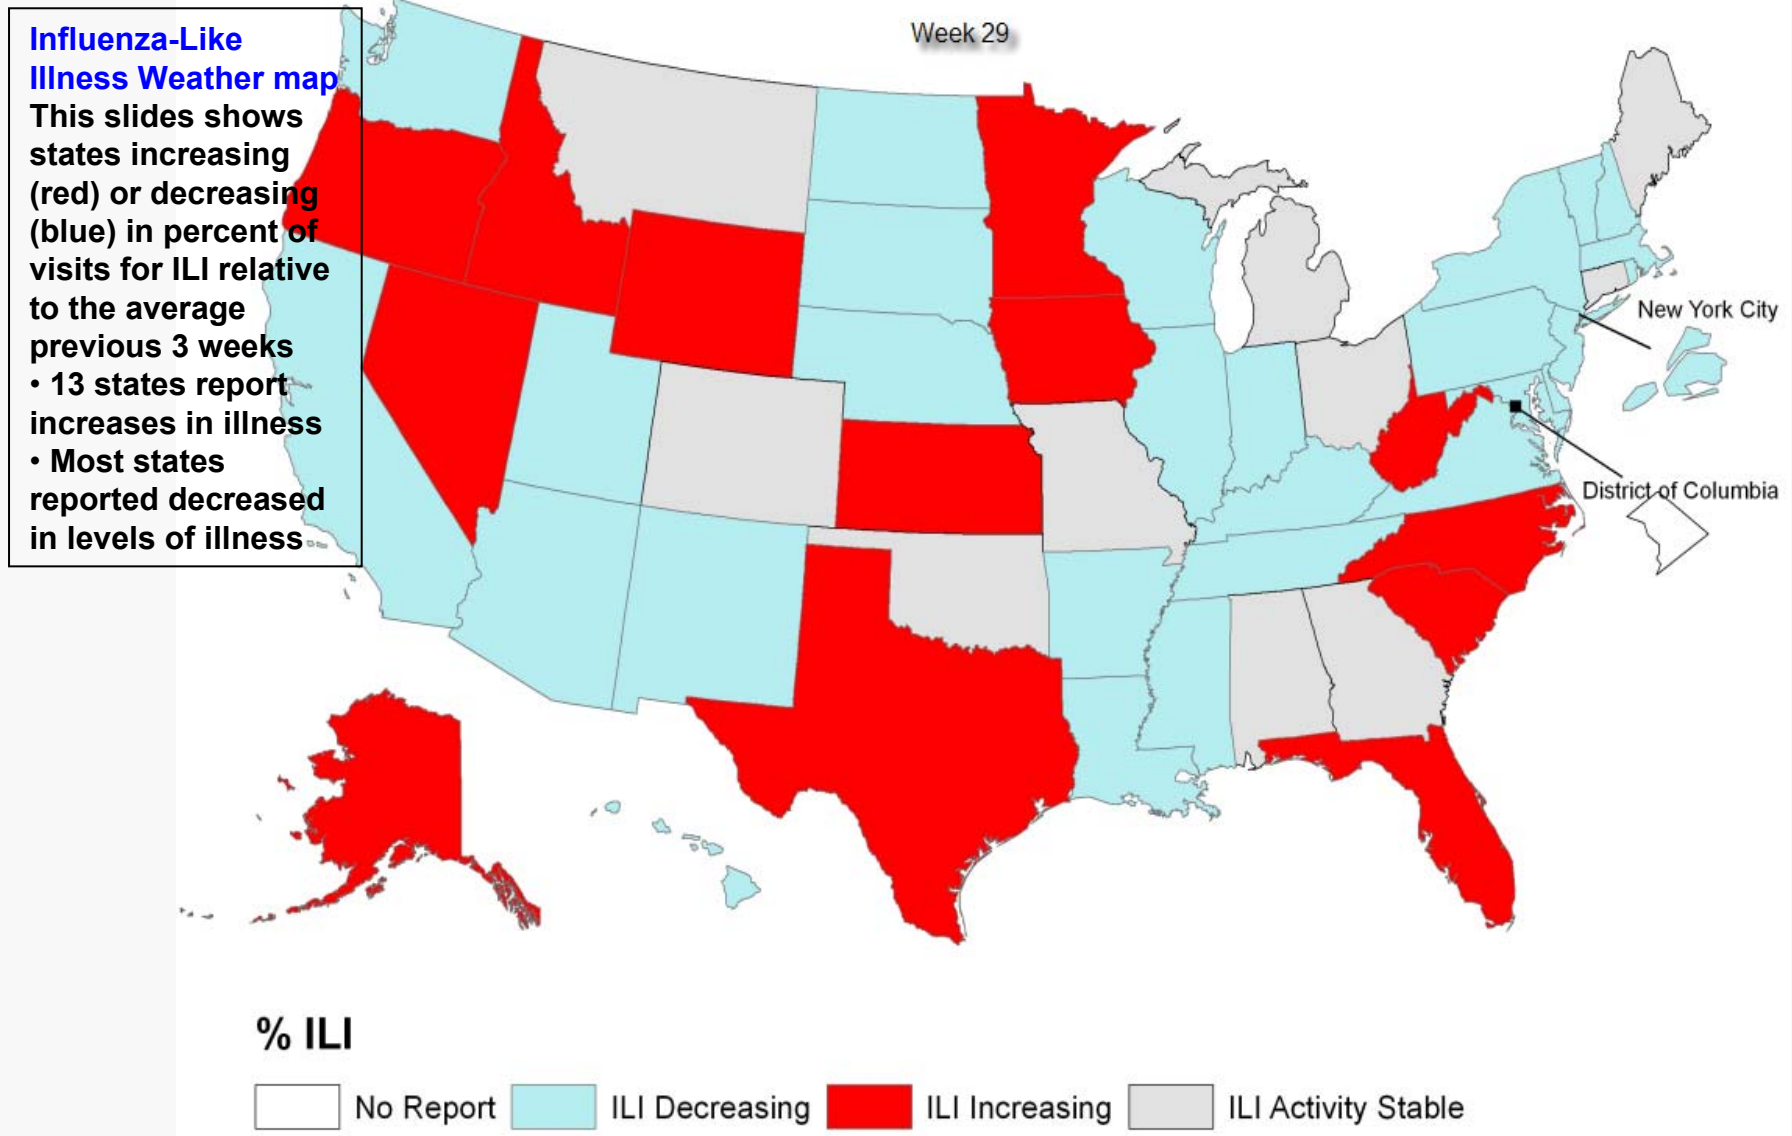 Week 29
Influenza-Like
Illness Weather map
This slides shows
states increasing
(red) or decreasing
(blue) in percent of
visits for ILI relative
to the average
previous 3 weeks
• 13 states report
increases in illness
• Most states
reported decreased
in levels of illness
New York City
District of Columbia
% ILI
No Report
ILI Decreasing
ILI Increasing
ILI Activity Stable